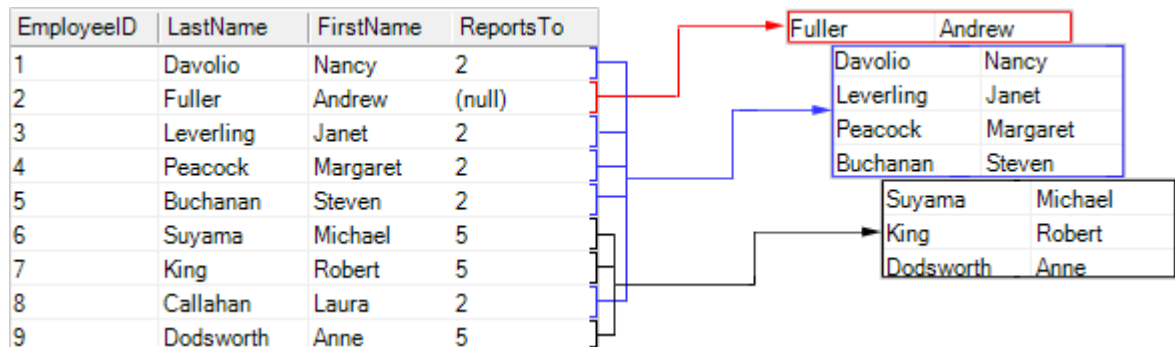 EmployeeID LastName FirstName ReportsTo
1 Davolio Nancy 2
2 Fuller Andrew (null)
3 Leverling Janet 2
4 Peacock Margaret 2
5 Buchanan Steven 2
6 Suyama Michael 5
7 King Robert 5
8 Callahan Laura 2
9 Dodsworth Anne 5
Fuller Andrew
Davolio Nancy
Leverling Janet
Peacock Margaret
Buchanan Steven
Suyama Michael
King Robert
Dodsworth Anne